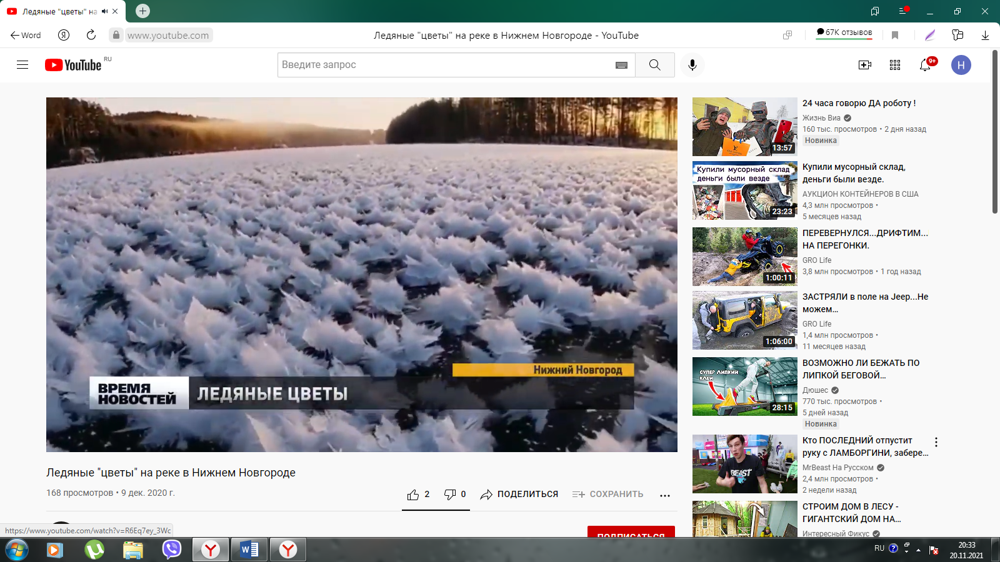 Ледяные "цветы" на
Word
www.youtube.com
Ледяные "цветы" на реке в Нижнем Новгороде - YouTube
67K отзывов
YouTube RU
Введите запрос
9+
H
Нижний Новгород
ВРЕМЯ
НОВОСТЕЙ
ЛЕДЯНЫЕ ЦВЕТЫ
Ледяные "цветы" на реке в Нижнем Новгороде
168 просмотров • 9 дек. 2020 г.
2
0
ПОДЕЛИТЬСЯ
СОХРАНИТЬ
ПОДПИСАТЬСЯ
13:57
24 часа говорю ДА роботу !
Жизнь Виа
160 тыс. просмотров • 2 дня назад
Новинка
Купили мусорный склад
деньги были везде
23:23
Купили мусорный склад,
деньги были везде.
АУКЦИОН КОНТЕЙНЕРОВ В США
4,3 млн просмотров •
5 месяцев назад
1:00:11
ПЕРЕВЕРНУЛСЯ...ДРИФТИМ...
НА ПЕРЕГОНКИ.
GRO Life
3,8 млн просмотров • 1 год назад
1:06:00
ЗАСТРЯЛИ в поле на Jeep...Не
можем...
GRO Life
1,4 млн просмотров •
11 месяцев назад
СУПЕР ЛИПКИЙ
КЛЕЙ
28:15
ВОЗМОЖНО ЛИ БЕЖАТЬ ПО
ЛИПКОЙ БЕГОВОЙ...
Дюшес
770 тыс. просмотров •
5 дней назад
Новинка
BEAST
Кто ПОСЛЕДНИЙ отпустит
руку с ЛАМБОРГИНИ, забере...
MrBeast На Русском
2,4 млн просмотров •
2 недели назад
СТРОИМ ДОМ В ЛЕСУ -
ГИГАНТСКИЙ ДОМ НА...
Интересный Фикус
https://www.youtube.com/watch?v=R6Eq7ey_3Wc
RU
20:33
20.11.2021